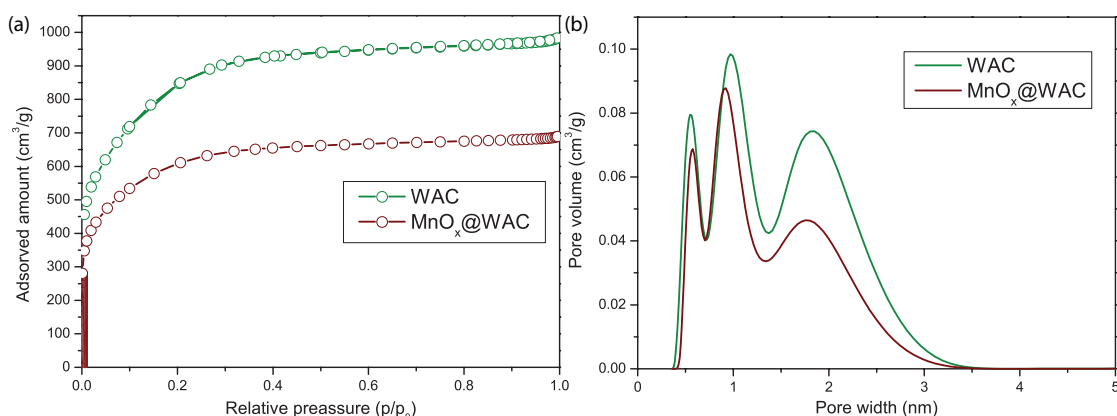 (a)
1000
900
800
700
600
500
400
300
200
100
0
Adsorved amount (cm³/g)
WAC
MnOₓ@WAC
0.0 0.2 0.4 0.6 0.8 1.0
Relative preassure (p/p₀)
(b)
0.10
0.08
0.06
0.04
0.02
0.00
Pore volume (cm³/g)
WAC
MnOₓ@WAC
0 1 2 3 4 5
Pore width (nm)